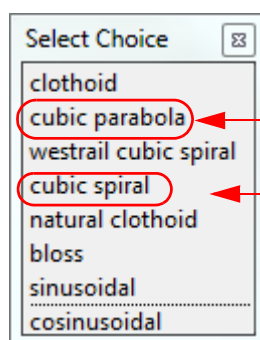 Select Choice
clothoid
cubic parabola
westrail cubic spiral
cubic spiral
natural clothoid
bloss
sinusoidal
cosinusoidal